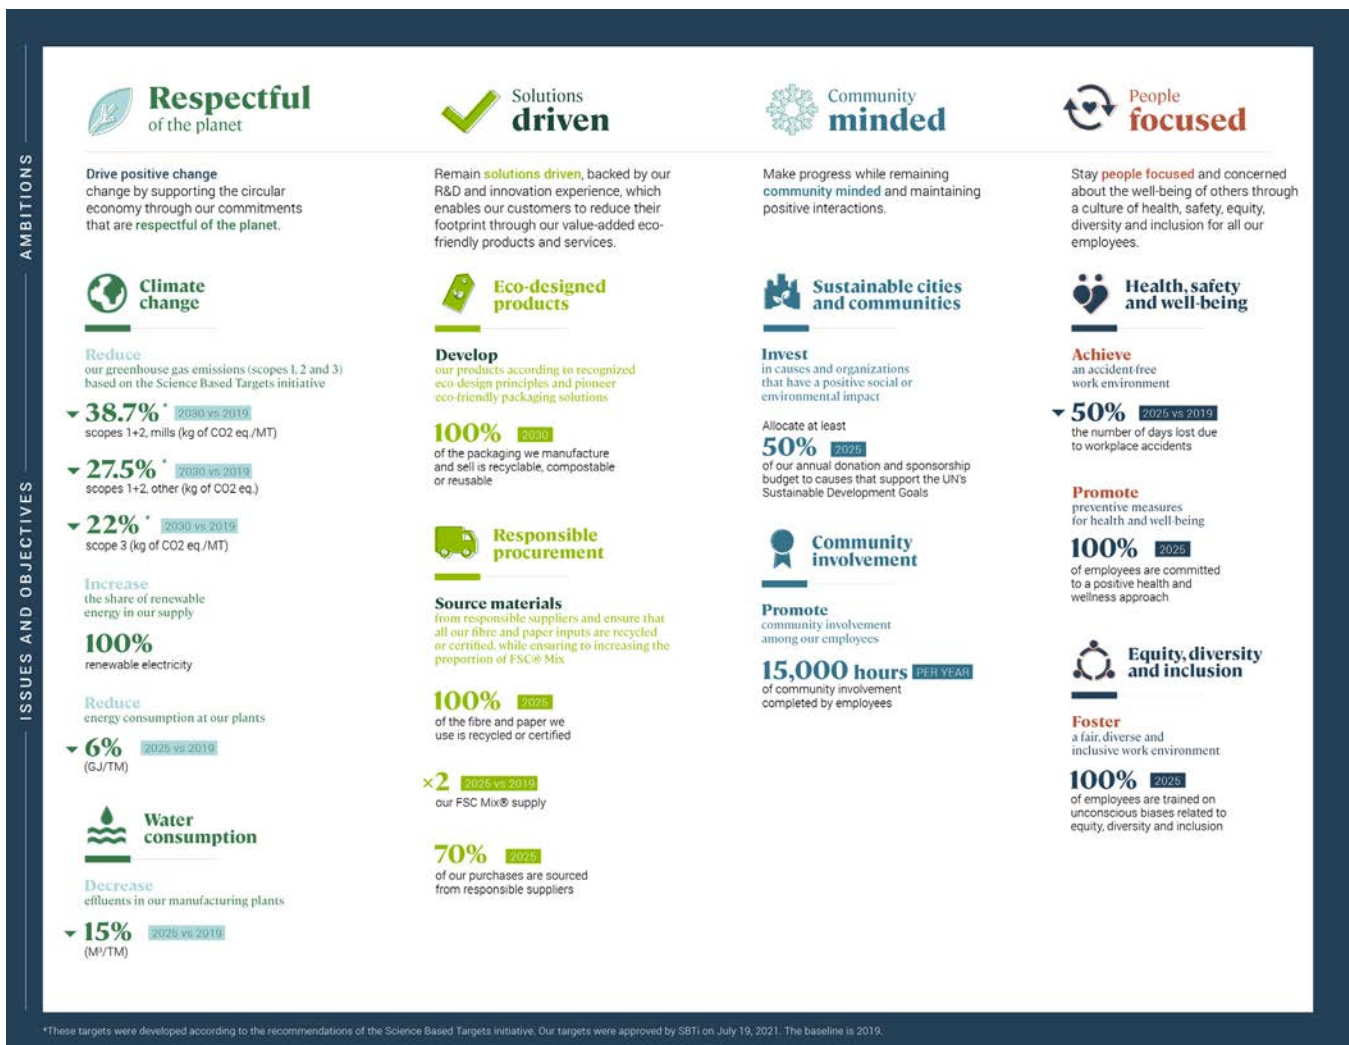 AMBITIONS
ISSUES AND OBJECTIVES
Respectful
of the planet
Drive positive change
change by supporting the circular
economy through our commitments
that are respectful of the planet.
Climate
change
Reduce
our greenhouse gas emissions (scopes 1, 2 and 3)
based on the Science Based Targets initiative
38.7% * 2030 vs 2019
scopes 1+2, mills (kg of CO2 eq./MT)
27.5% * 2030 vs 2019
scopes 1+2, other (kg of CO2 eq.)
22% * 2030 vs 2019
scope 3 (kg of CO2 eq./MT)
Increase
the share of renewable
energy in our supply
100%
renewable electricity
Reduce
energy consumption at our plants
6% 2025 vs 2019
(GJ/TM)
Water
consumption
Decrease
effluents in our manufacturing plants
15% 2025 vs 2019
(M³/TM)
Solutions
driven
Remain solutions driven, backed by our
R&D and innovation experience, which
enables our customers to reduce their
footprint through our value-added eco-
friendly products and services.
Eco-designed
products
Develop
our products according to recognized
eco-design principles and pioneer
eco-friendly packaging solutions
100% 2030
of the packaging we manufacture
and sell is recyclable, compostable
or reusable
Responsible
procurement
Source materials
from responsible suppliers and ensure that
all our fibre and paper inputs are recycled
or certified, while ensuring to increasing the
proportion of FSC® Mix
100% 2025
of the fibre and paper we
use is recycled or certified
×2 2025 vs 2019
our FSC Mix® supply
70% 2025
of our purchases are sourced
from responsible suppliers
Community
minded
Make progress while remaining
community minded and maintaining
positive interactions.
Sustainable cities
and communities
Invest
in causes and organizations
that have a positive social or
environmental impact
Allocate at least
50% 2025
of our annual donation and sponsorship
budget to causes that support the UN's
Sustainable Development Goals
Community
involvement
Promote
community involvement
among our employees
15,000 hours PER YEAR
of community involvement
completed by employees
People
focused
Stay people focused and concerned
about the well-being of others through
a culture of health, safety, equity,
diversity and inclusion for all our
employees.
Health, safety
and well-being
Achieve
an accident-free
work environment
50% 2025 vs 2019
the number of days lost due
to workplace accidents
Promote
preventive measures
for health and well-being
100% 2025
of employees are committed
to a positive health and
wellness approach
Equity, diversity
and inclusion
Foster
a fair, diverse and
inclusive work environment
100% 2025
of employees are trained on
unconscious biases related to
equity, diversity and inclusion
*These targets were developed according to the recommendations of the Science Based Targets initiative. Our targets were approved by SBTi on July 19, 2021. The baseline is 2019.